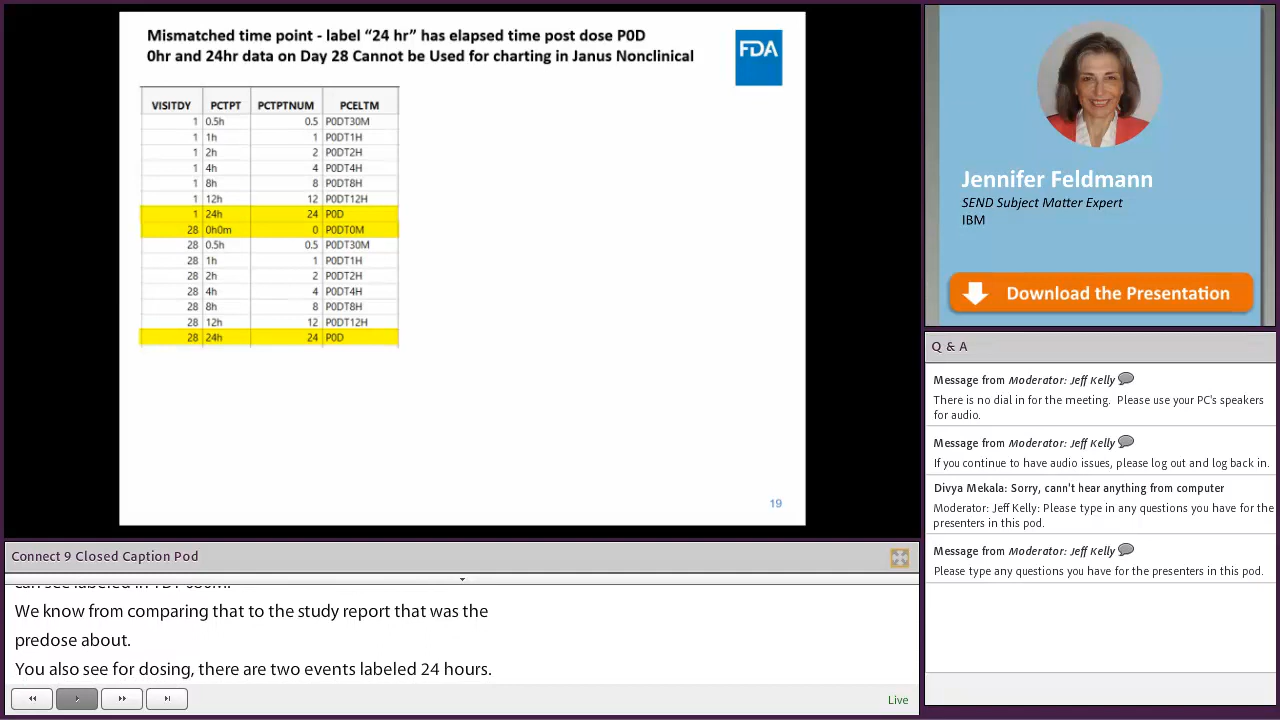 Mismatched time point - label “24 hr” has elapsed time post dose P0D
0hr and 24hr data on Day 28 Cannot be Used for charting in Janus Nonclinical
FDA
VISITDY PCTPT PCTPTNUM PCELTM
1 0.5h 0.5 P0DT30M
1 1h 1 P0DT1H
1 2h 2 P0DT2H
1 4h 4 P0DT4H
1 8h 8 P0DT8H
1 12h 12 P0DT12H
1 24h 24 P0D
28 0h0m 0 P0DT0M
28 0.5h 0.5 P0DT30M
28 1h 1 P0DT1H
28 2h 2 P0DT2H
28 4h 4 P0DT4H
28 8h 8 P0DT8H
28 12h 12 P0DT12H
28 24h 24 P0D
19
Jennifer Feldmann
SEND Subject Matter Expert
IBM
Download the Presentation
Q & A
Message from Moderator: Jeff Kelly
There is no dial in for the meeting. Please use your PC's speakers
for audio.
Message from Moderator: Jeff Kelly
If you continue to have audio issues, please log out and log back in.
Divya Mekala: Sorry, cann't hear anything from computer
Moderator: Jeff Kelly: Please type in any questions you have for the
presenters in this pod.
Message from Moderator: Jeff Kelly
Please type any questions you have for the presenters in this pod.
Connect 9 Closed Caption Pod
can see labeled in
We know from comparing that to the study report that was the
predose about.
You also see for dosing, there are two events labeled 24 hours.
Live